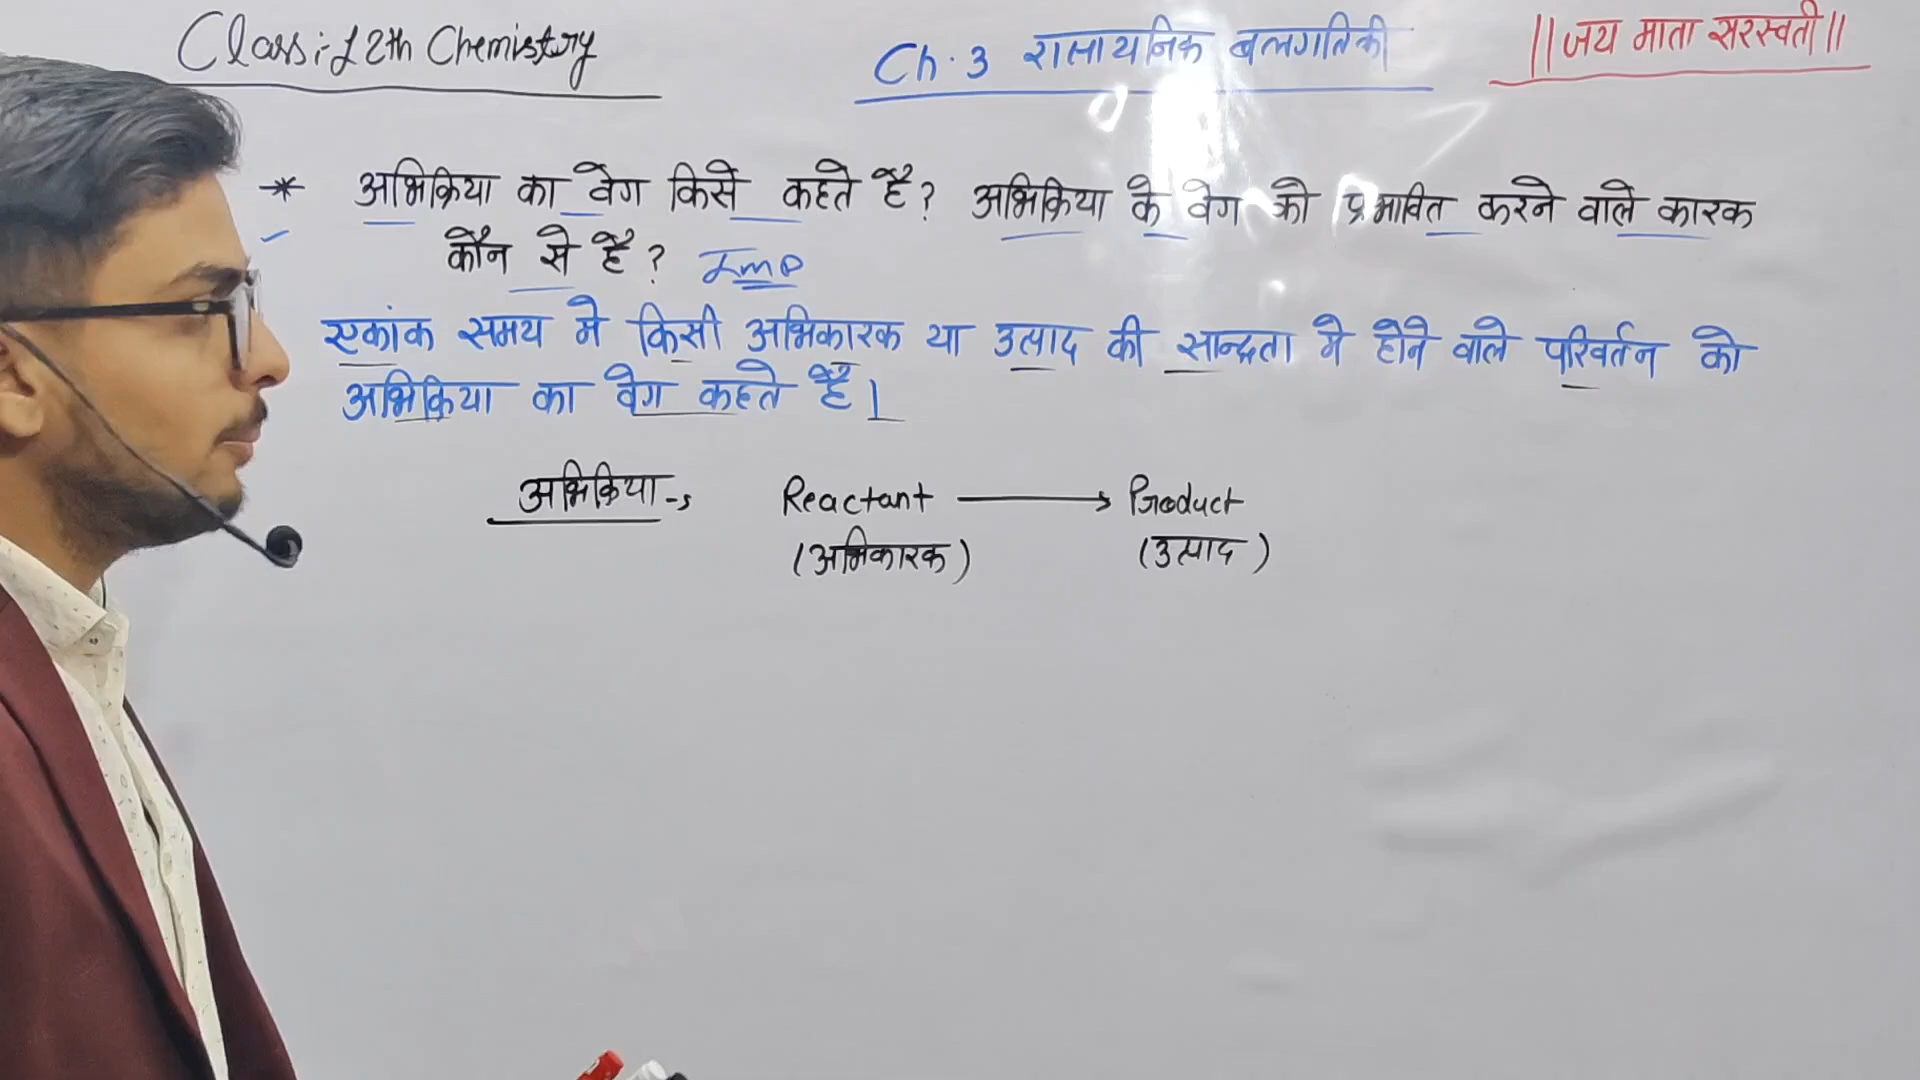 Class:-12th Chemistry
Ch.3 रासायनिक बलगतिकी
||जय माता सरस्वती||
* अभिक्रिया का वेग किसे कहते है? अभिक्रिया के वेग को प्रभावित करने वाले कारक
कौन से है? Imp
एकांक समय मे किसी अभिकारक या उत्पाद की सान्द्रता मे होने वाले परिवर्तन को
अभिक्रिया का वेग कहते है।
अभिक्रिया→ Reactant ⟶ Product
(अभिकारक) (उत्पाद)